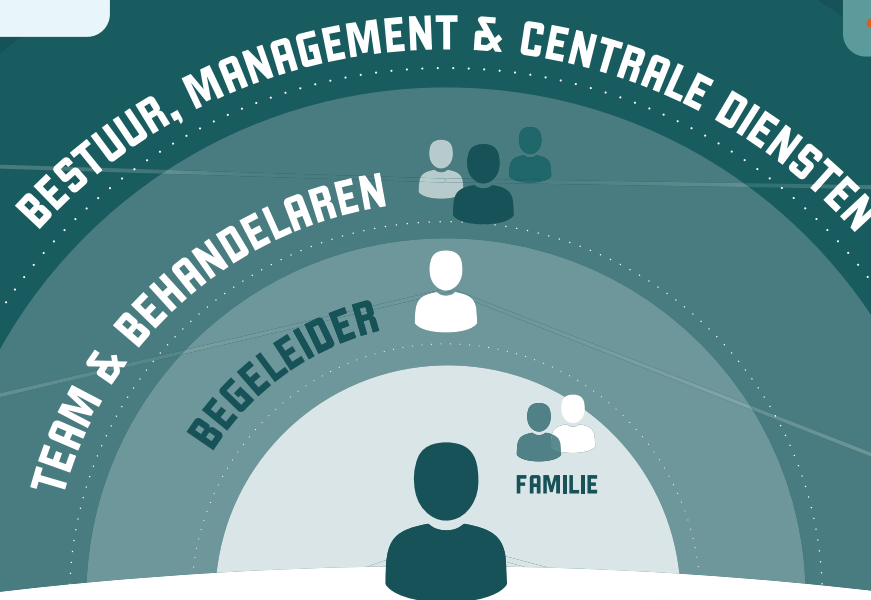 BESTUUR, MANAGEMENT & CENTRALE DIENSTEN
TEAM & BEHANDELAREN
BEGELEIDER
FAMILIE